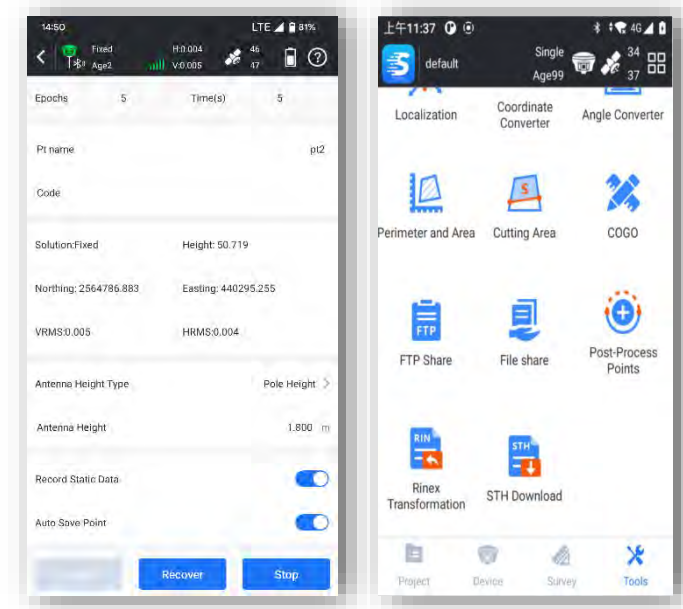 14:50 LTE 81%
Fixed H:0.004 46
Age2 V:0.005 47
Epochs 5 Time(s) 5
Pt name pt2
Code
Solution:Fixed Height: 50.719
Northing: 2564786.883 Easting: 440295.255
VRMS:0.005 HRMS:0.004
Antenna Height Type Pole Height >
Antenna Height 1.800 m
Record Static Data
Auto Save Point
Recover Stop
上午11:37 4G
default Single 34
Age99 37
Localization Coordinate Converter Angle Converter
S
Perimeter and Area Cutting Area COGO
FTP
FTP Share File share Post-Process Points
RIN STH
Rinex Transformation STH Download
Project Device Survey Tools